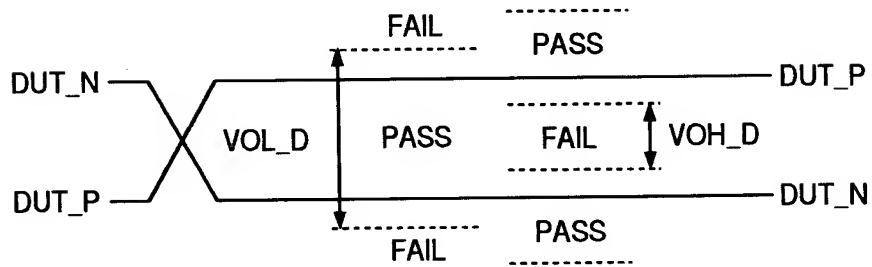 FAIL
PASS
DUT_N
DUT_P
VOL_D
PASS
FAIL
VOH_D
DUT_P
DUT_N
FAIL
PASS